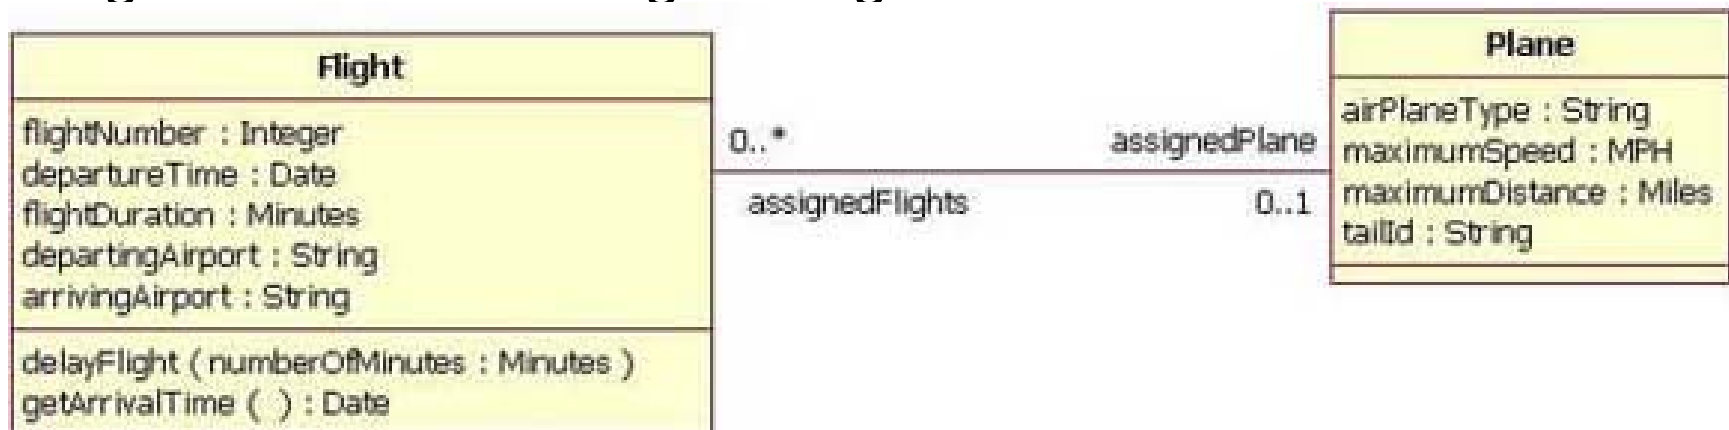 Flight
flightNumber : Integer
departureTime : Date
flightDuration : Minutes
departingAirport : String
arrivingAirport : String
delayFlight ( numberOfMinutes : Minutes )
getArrivalTime ( ) : Date
0..*
assignedFlights
assignedPlane
0..1
Plane
airPlaneType : String
maximumSpeed : MPH
maximumDistance : Miles
tailId : String